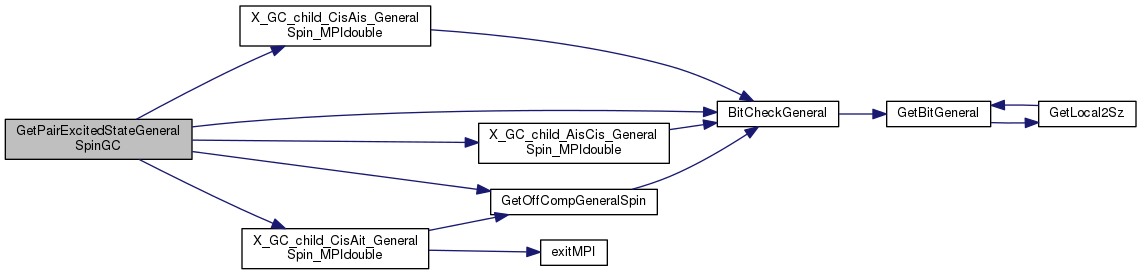 X_GC_child_CisAis_General
Spin_MPIdouble
GetPairExcitedStateGeneral
SpinGC
BitCheckGeneral
GetBitGeneral
GetLocal2Sz
X_GC_child_AisCis_General
Spin_MPIdouble
GetOffCompGeneralSpin
X_GC_child_CisAit_General
Spin_MPIdouble
exitMPI